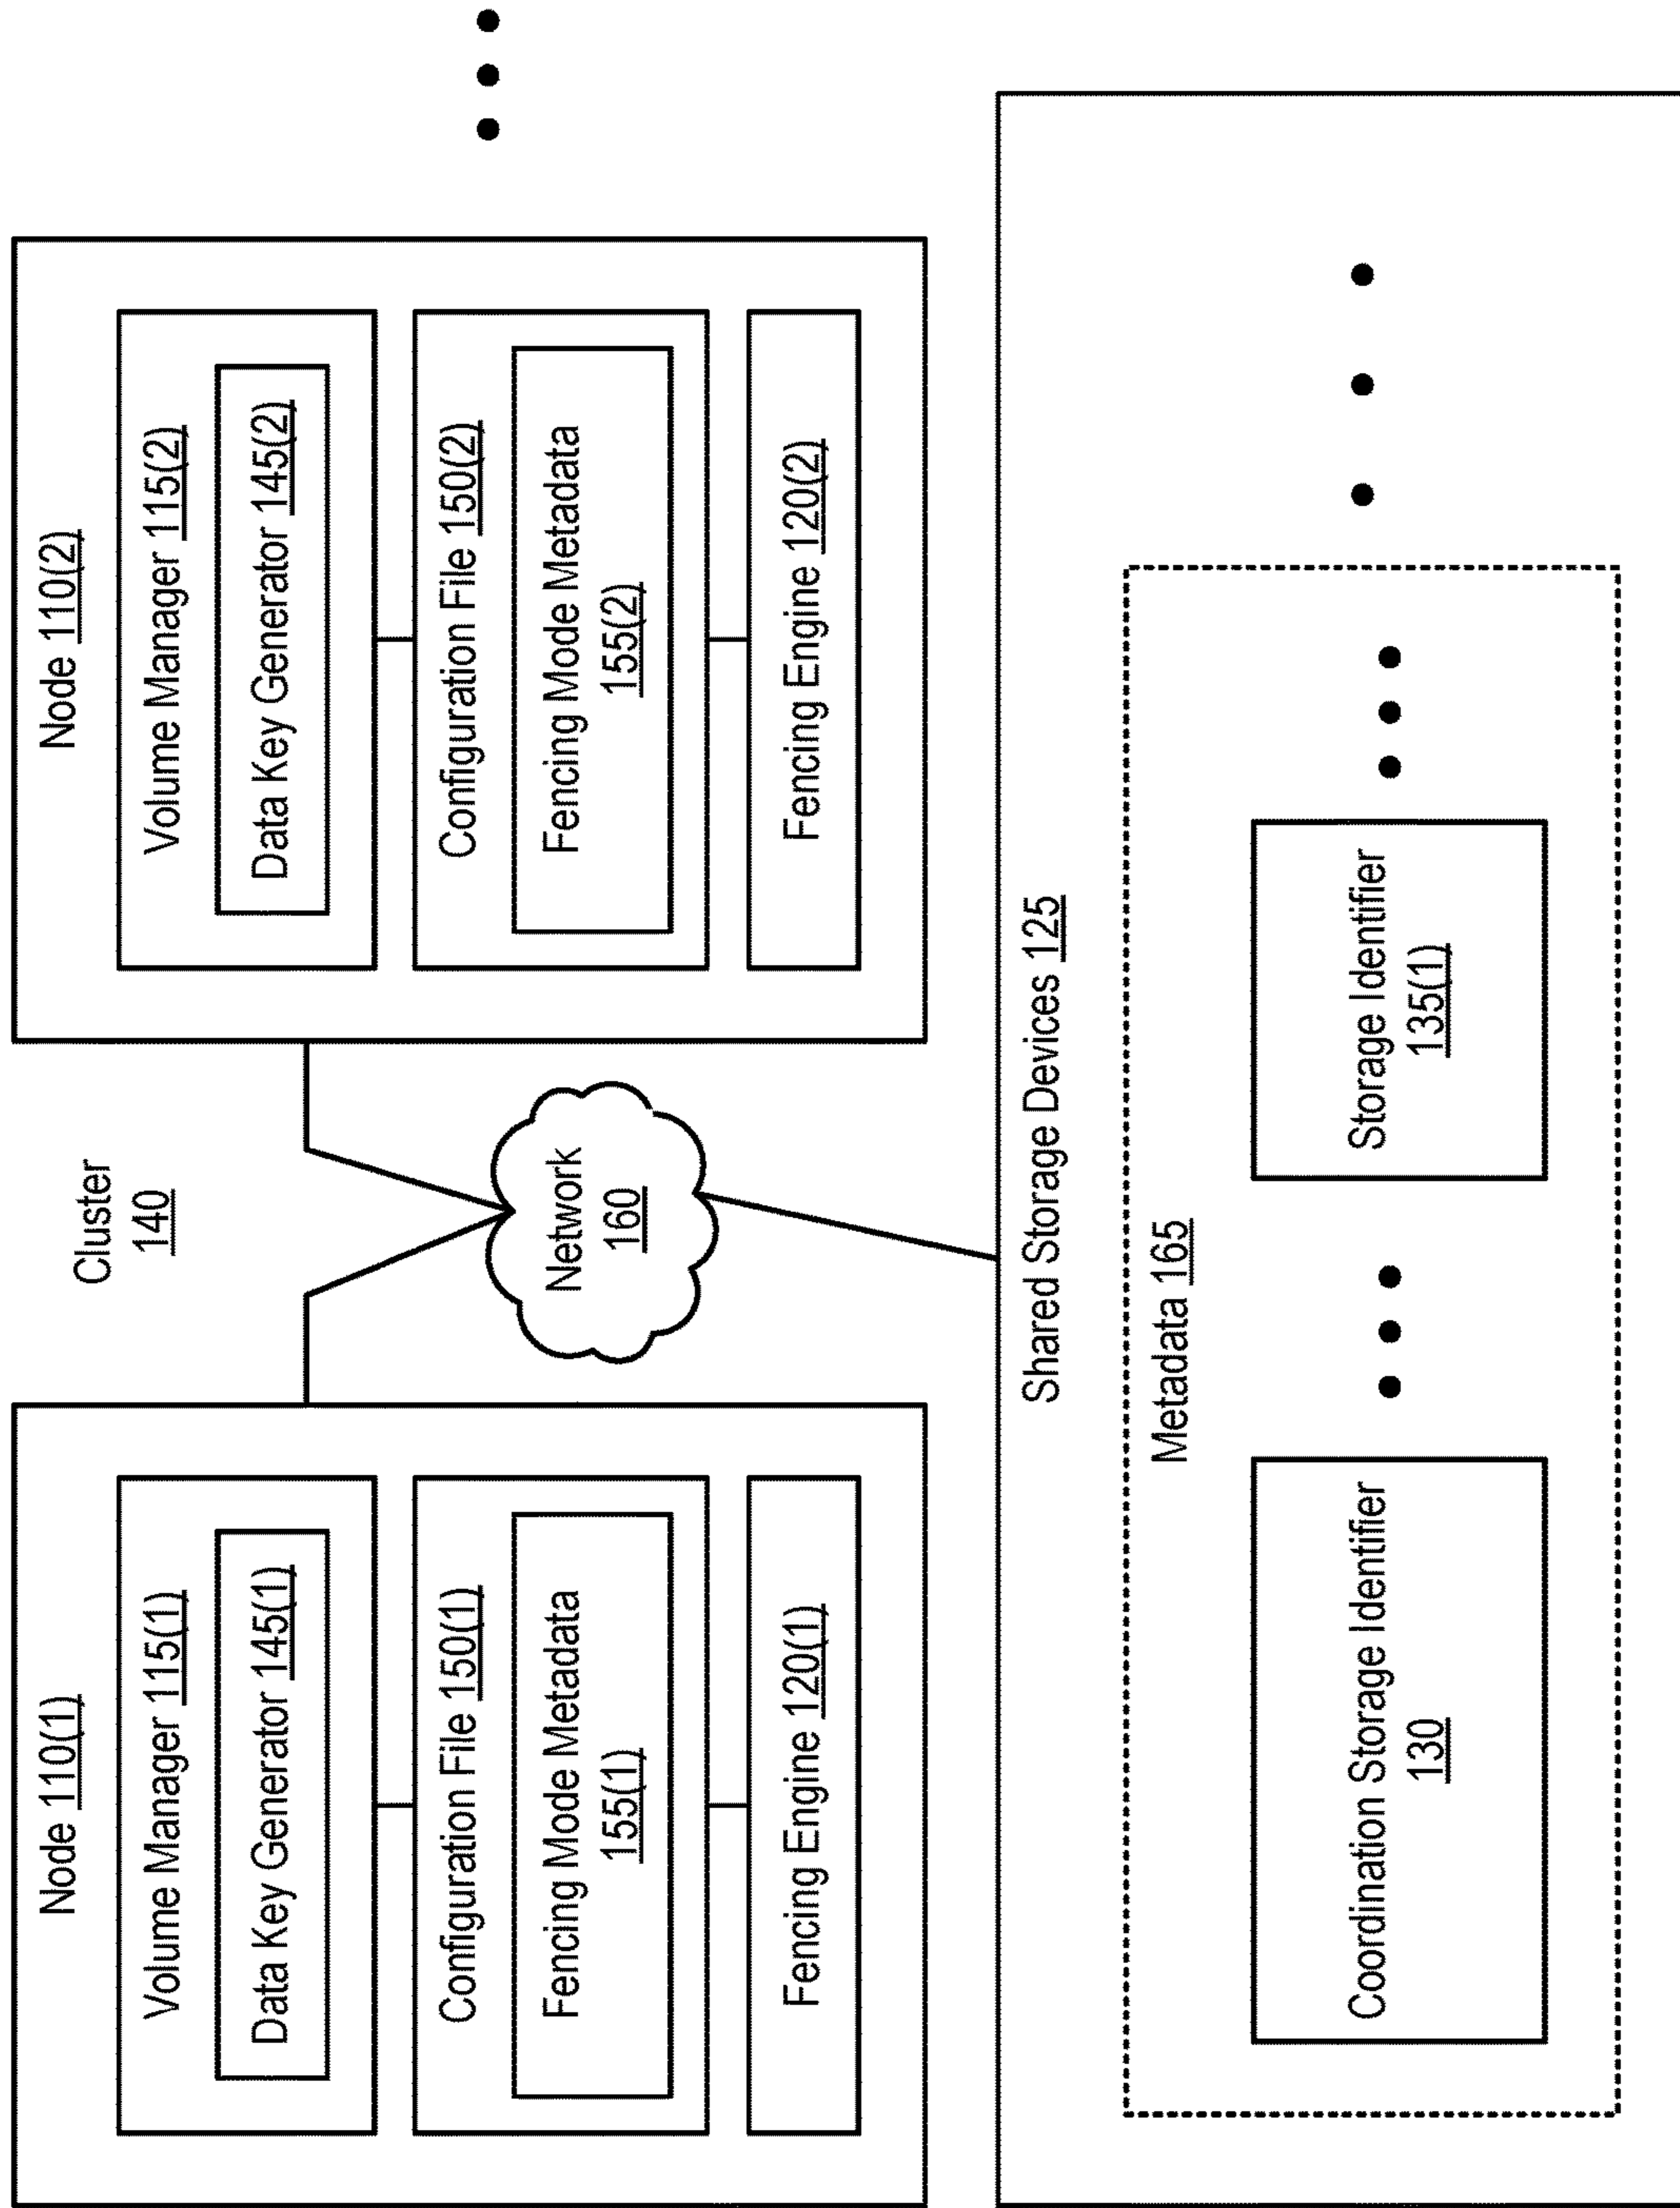 Node 110(1)
Volume Manager 115(1)
Data Key Generator 145(1)
Configuration File 150(1)
Fencing Mode Metadata
155(1)
Fencing Engine 120(1)
Cluster
140
Network
160
Node 110(2)
Volume Manager 115(2)
Data Key Generator 145(2)
Configuration File 150(2)
Fencing Mode Metadata
155(2)
Fencing Engine 120(2)
Shared Storage Devices 125
Metadata 165
Coordination Storage Identifier
130
Storage Identifier
135(1)